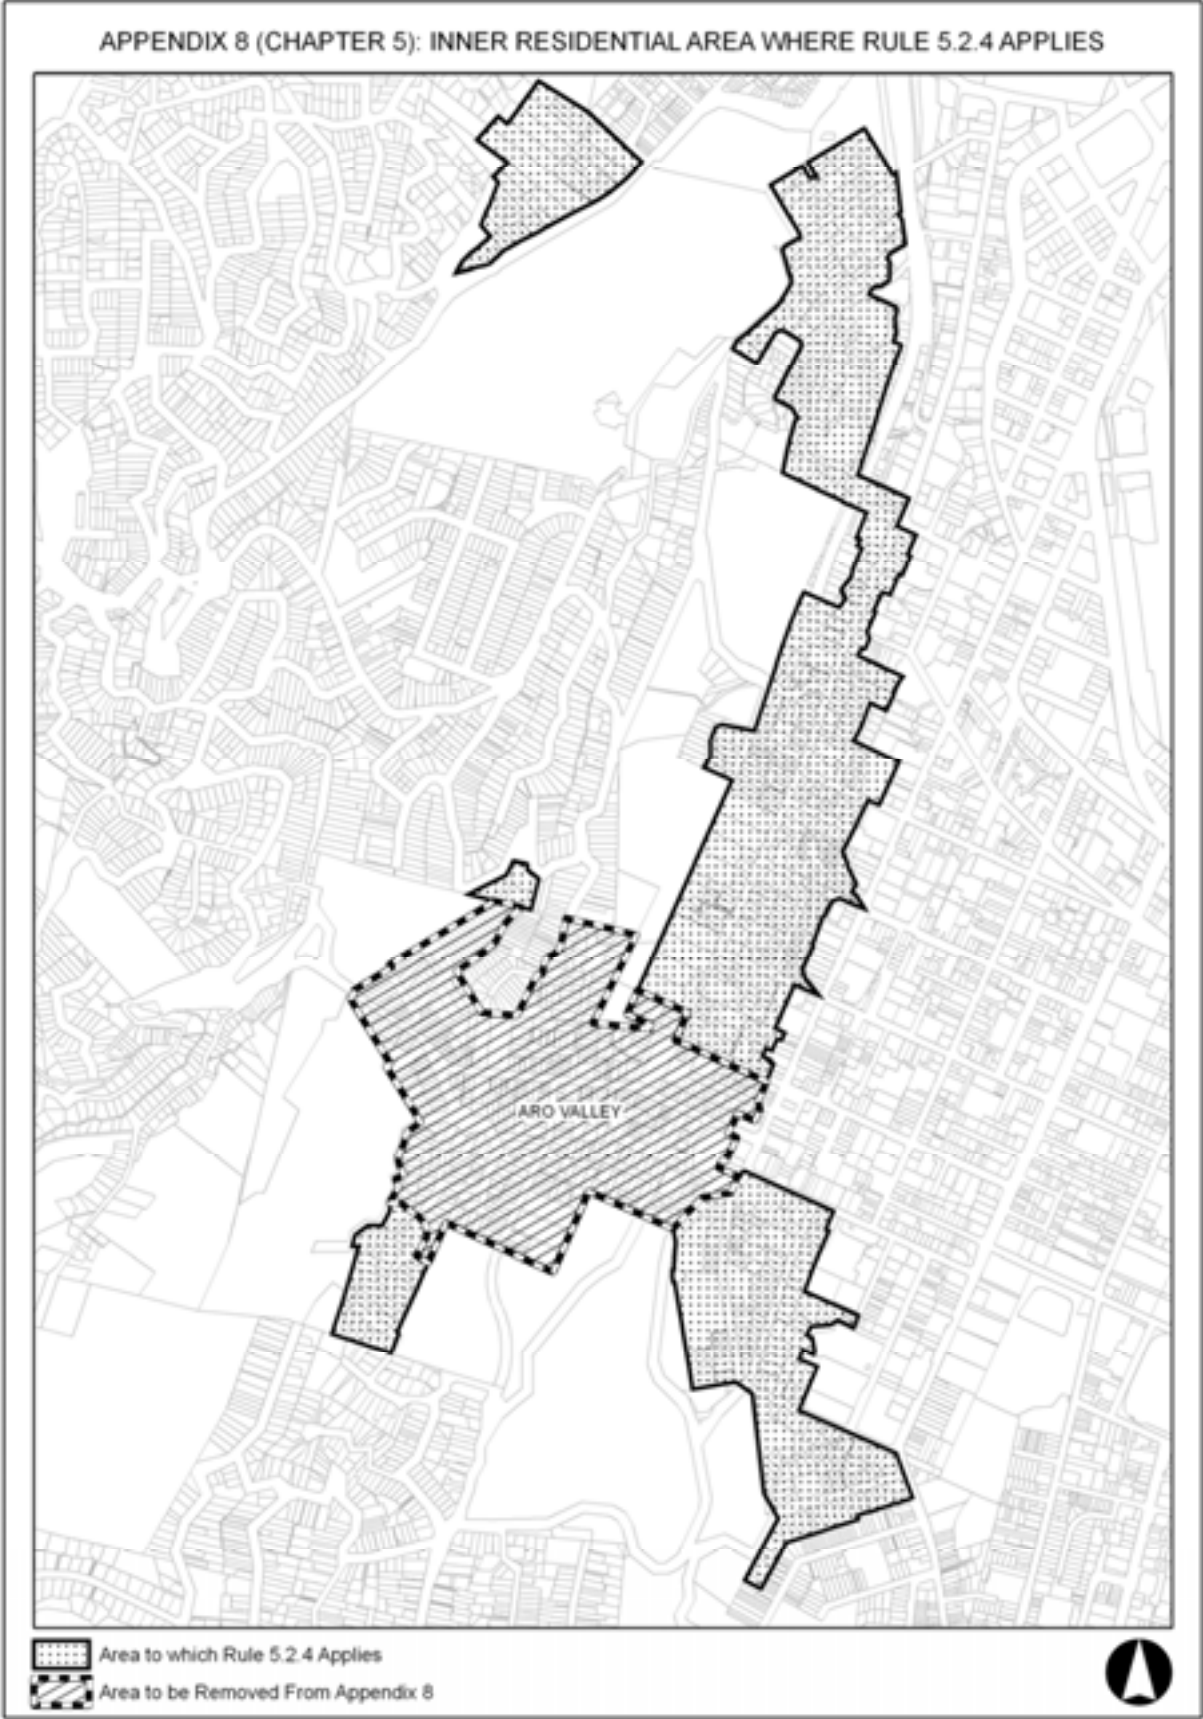 APPENDIX 8 (CHAPTER 5): INNER RESIDENTIAL AREA WHERE RULE 5.2.4 APPLIES
ARO VALLEY
Area to which Rule 5.2.4 Applies
Area to be Removed From Appendix 8